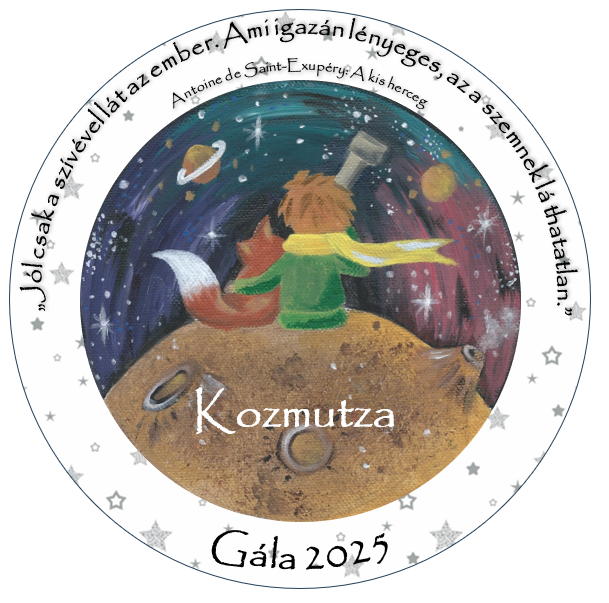 „Jól csak a szívével lát az ember. Ami igazán lényeges, az a szemnek láthatatlan.”
Antoine de Saint-Exupéry: A kis herceg
Kozmutza
Gála 2025